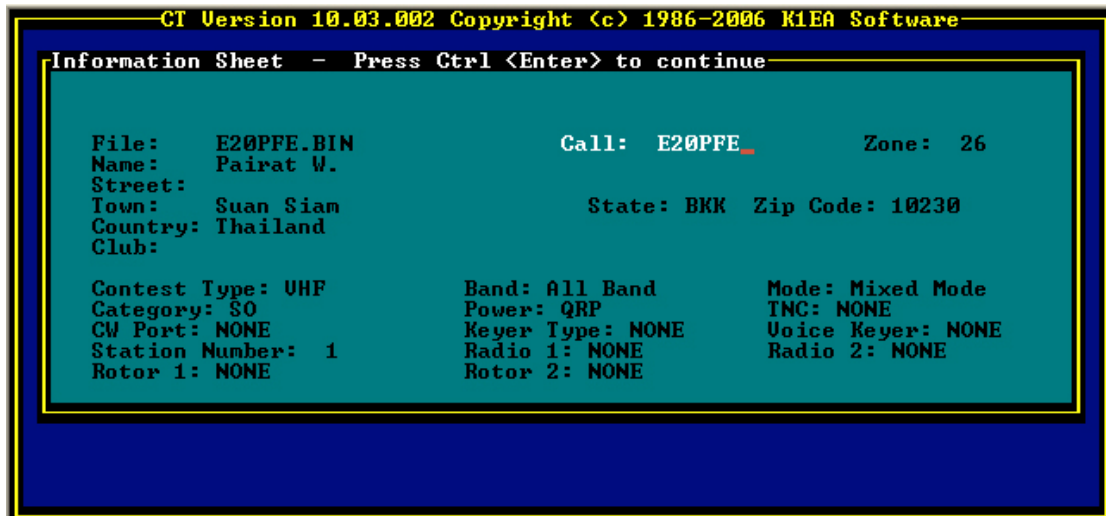 CT Version 10.03.002 Copyright (c) 1986-2006 K1EA Software
Information Sheet - Press Ctrl <Enter> to continue
File: E20PFE.BIN Call: E20PFE_ Zone: 26
Name: Pairat W.
Street:
Town: Suan Siam State: BKK Zip Code: 10230
Country: Thailand
Club:
Contest Type: VHF Band: All Band Mode: Mixed Mode
Category: SO Power: QRP TNC: NONE
CW Port: NONE Keyer Type: NONE Voice Keyer: NONE
Station Number: 1 Radio 1: NONE Radio 2: NONE
Rotor 1: NONE Rotor 2: NONE